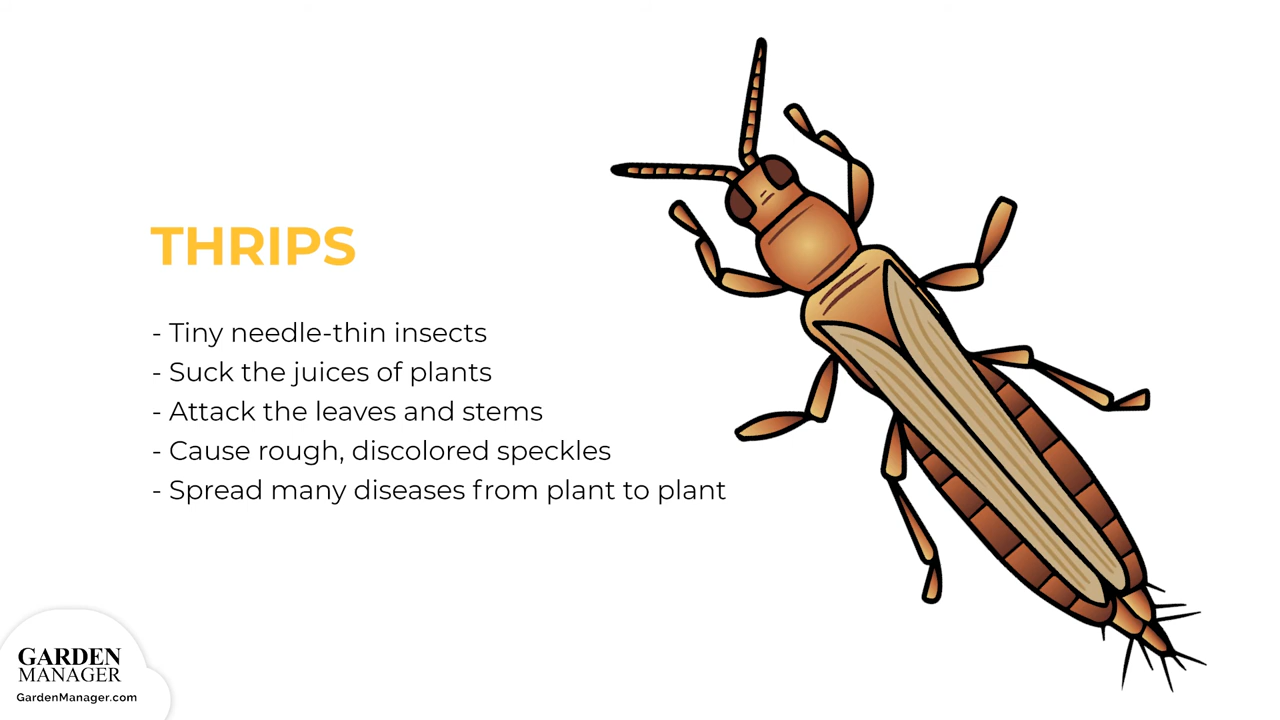 THRIPS
- Tiny needle-thin insects
- Suck the juices of plants
- Attack the leaves and stems
- Cause rough, discolored speckles
- Spread many diseases from plant to plant
GARDEN
MANAGER
GardenManager.com